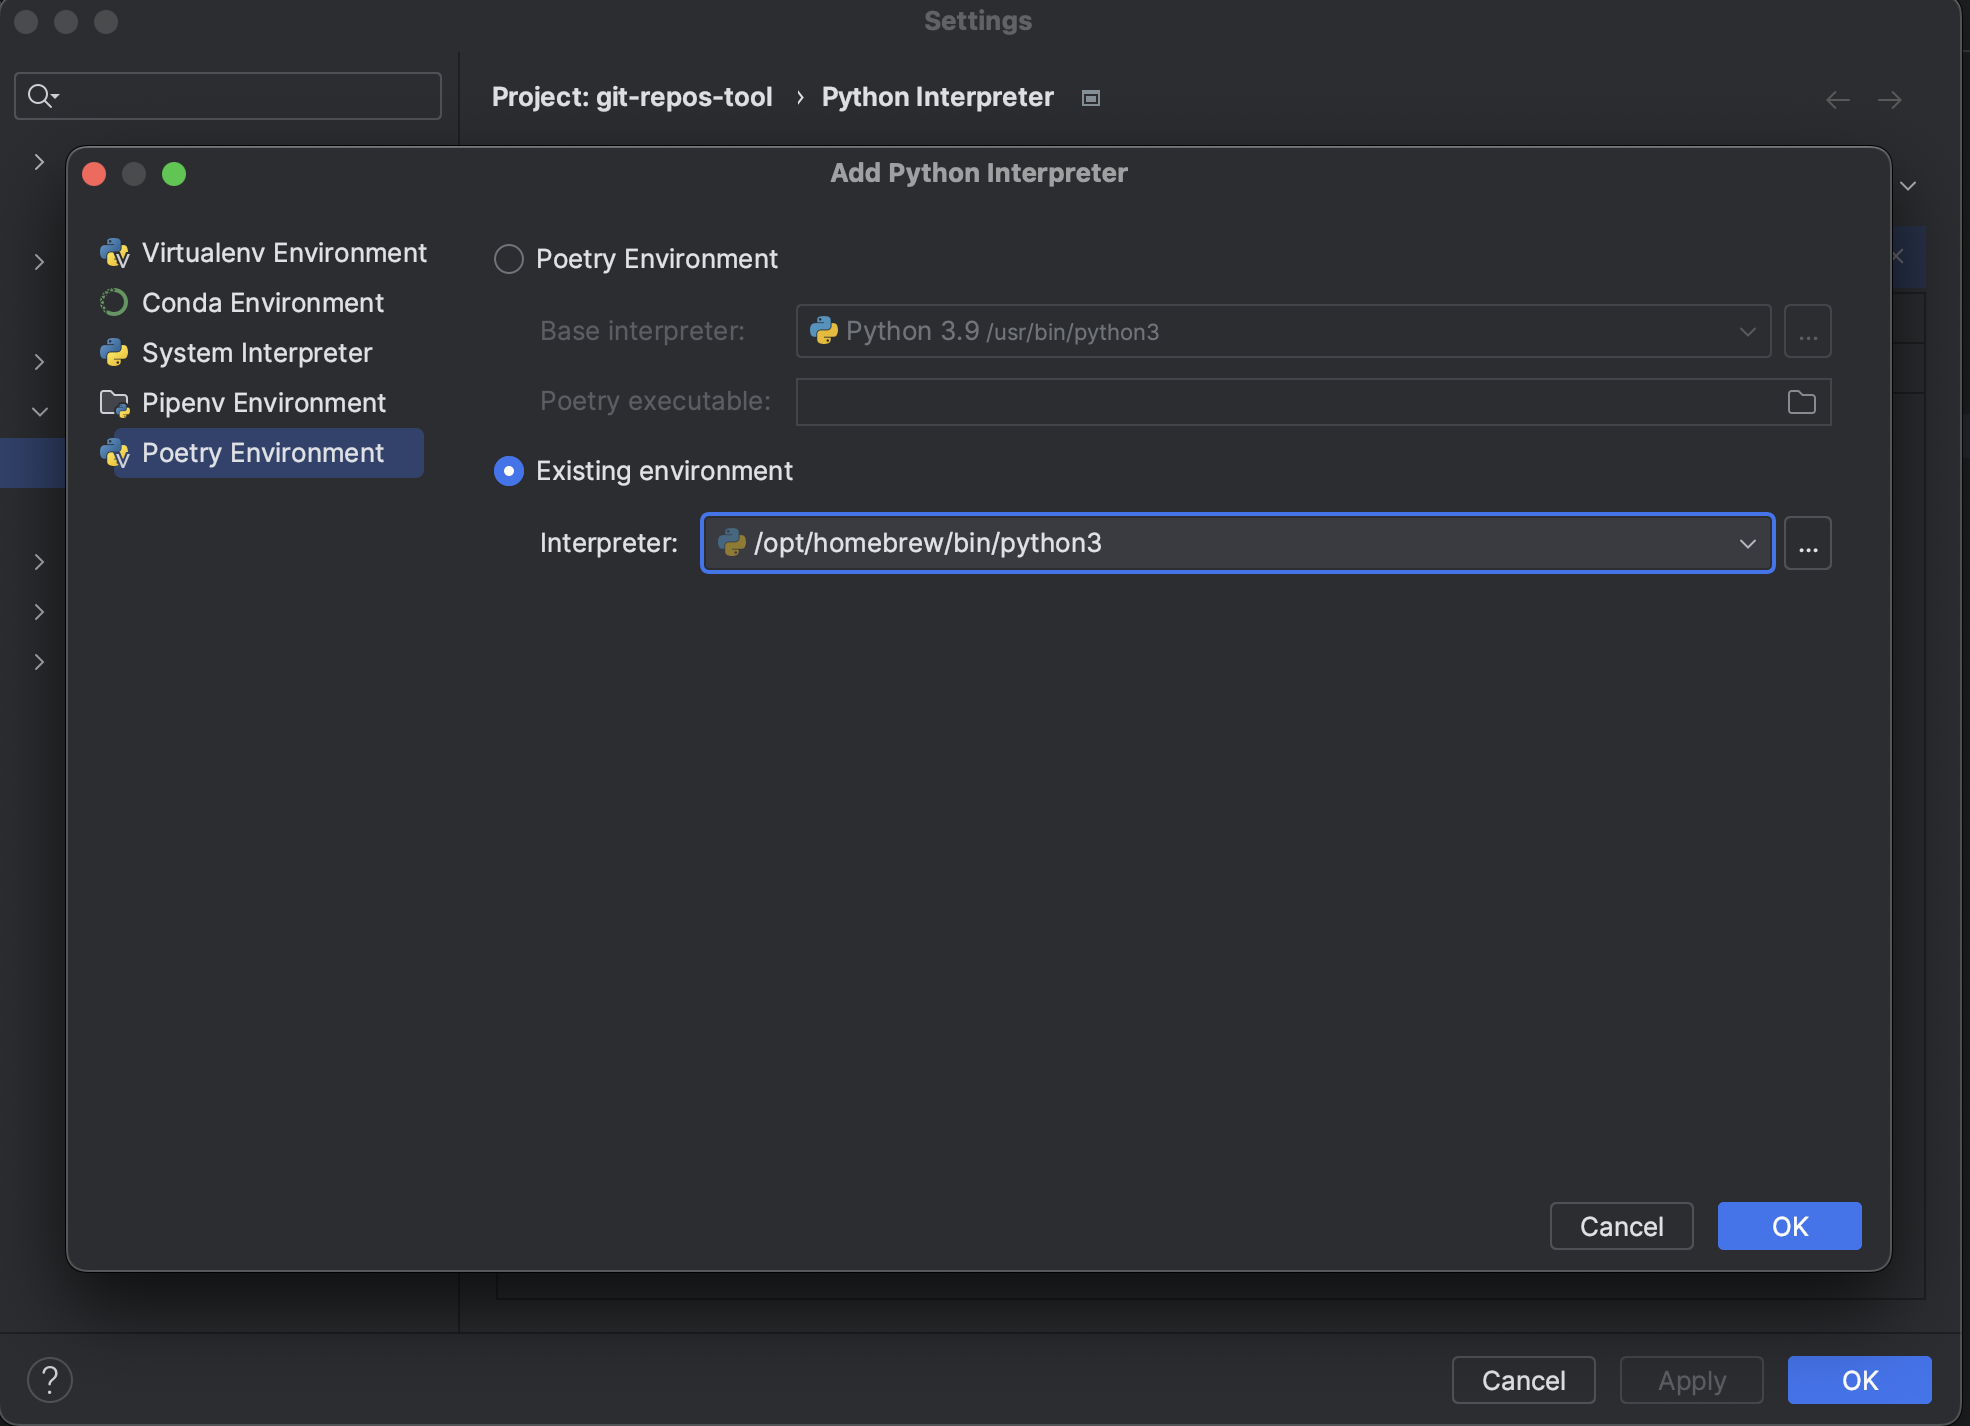 Settings
Project: git-repos-tool › Python Interpreter
Add Python Interpreter
Virtualenv Environment
Conda Environment
System Interpreter
Pipenv Environment
Poetry Environment
Poetry Environment
Base interpreter: Python 3.9 /usr/bin/python3 ...
Poetry executable:
Existing environment
Interpreter: /opt/homebrew/bin/python3 ...
Cancel OK
? Cancel Apply OK